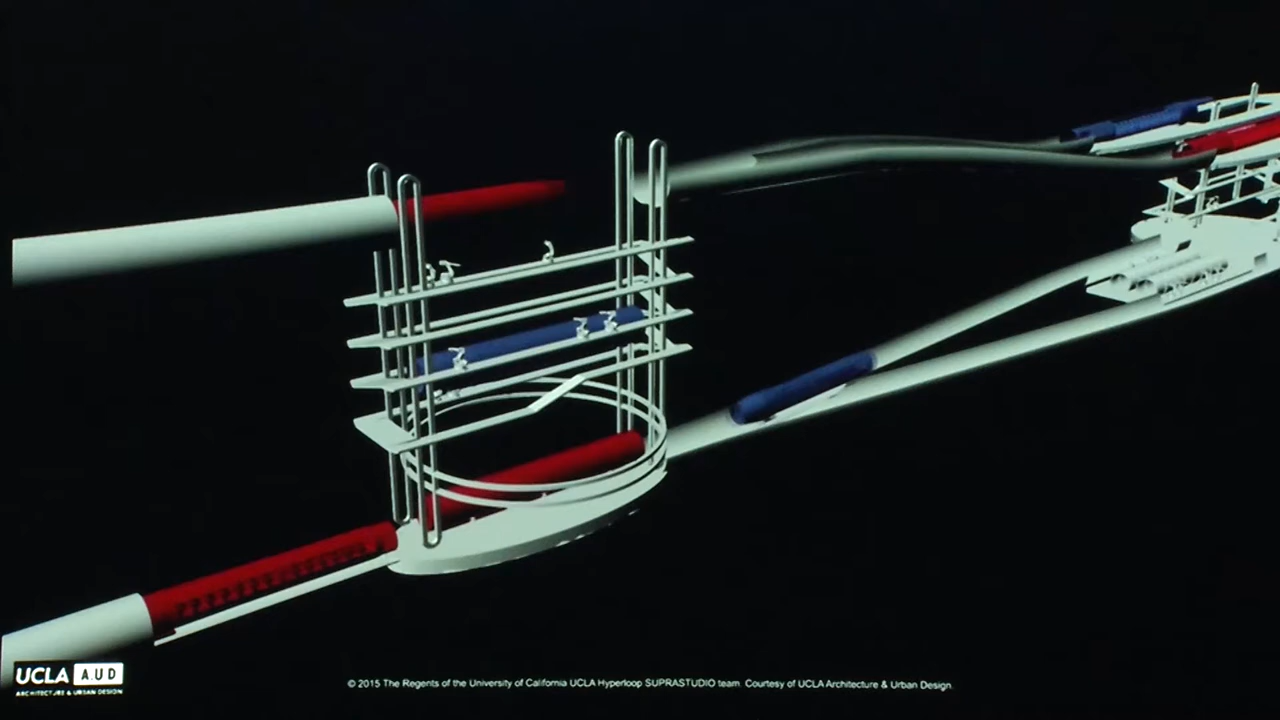 UCLA A.UD
ARCHITECTURE & URBAN DESIGN
© 2015 The Regents of the University of California UCLA Hyperloop SUPRASTUDIO team. Courtesy of UCLA Architecture & Urban Design.